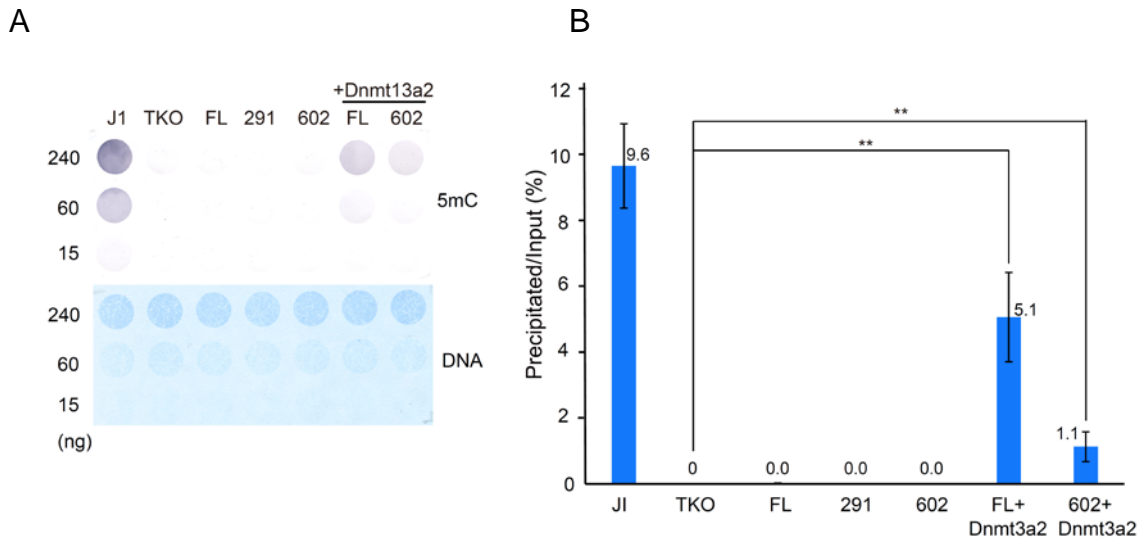 A
B
+Dnmt13a2
J1 TKO FL 291 602 FL 602
240
60
15
5mC
240
60
15
DNA
(ng)
Precipitated/Input (%)
12
10
8
6
4
2
0
**
**
9.6
0
0.0
0.0
0.0
5.1
1.1
JI TKO FL 291 602 FL+ 602+
Dnmt3a2 Dnmt3a2